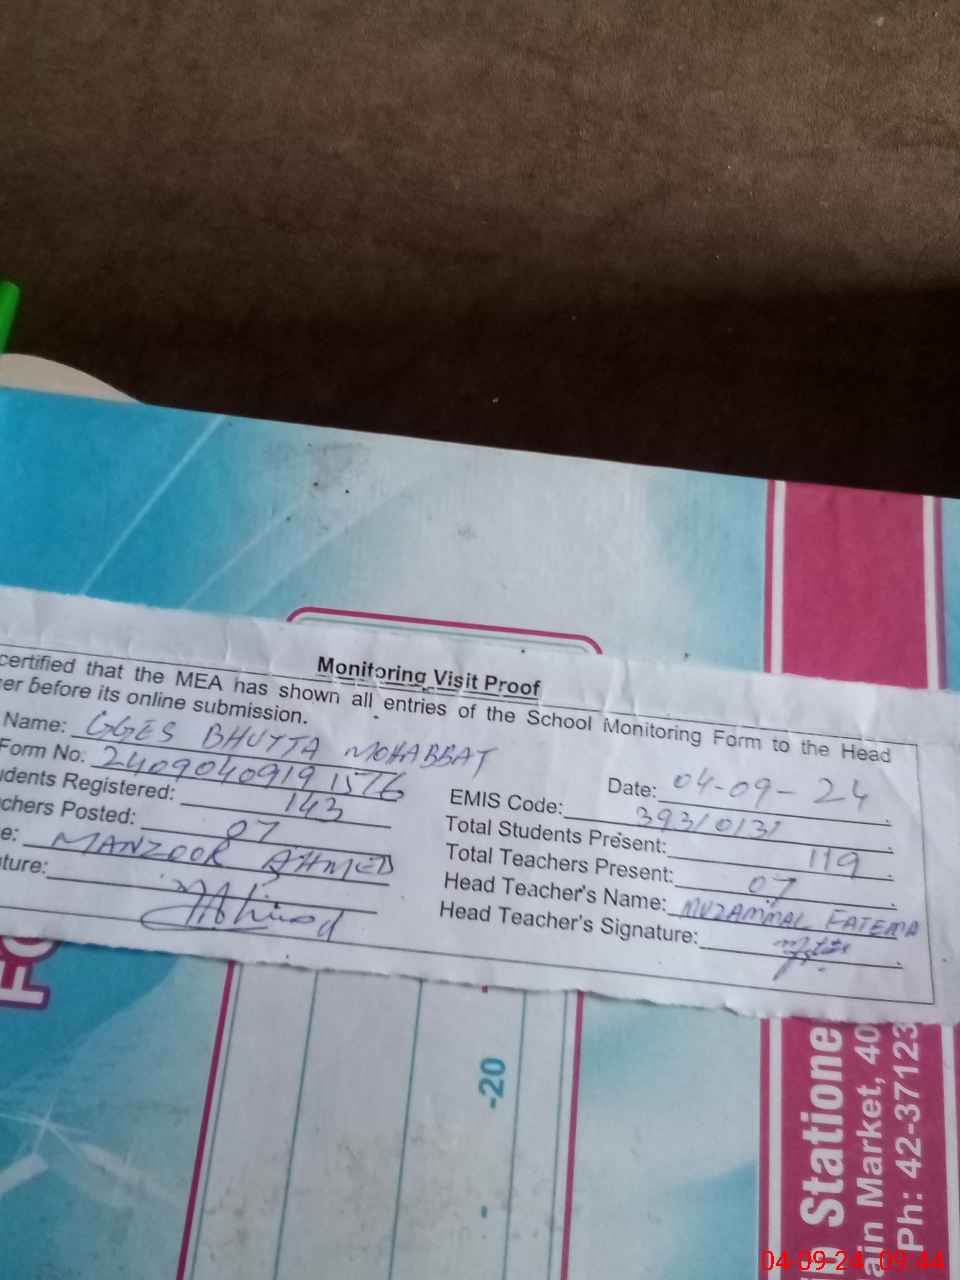 Monitoring Visit Proof
certified that the MEA has shown all entries of the School Monitoring Form to the Head
er before its online submission.
Name: GGES BHUTTA MOHABBAT
Date: 04-09-24
Form No: 2409040919 1576
EMIS Code: 39310131
udents Registered: 143
Total Students Present: 119
chers Posted: 07
Total Teachers Present: 07
e: MANZOOR AHMED
Head Teacher's Name: MUZAMMAL FATEMA
ture:
Head Teacher's Signature:
-20
Statione
ain Market, 40
Ph: 42-37123
04-09-24 09:44